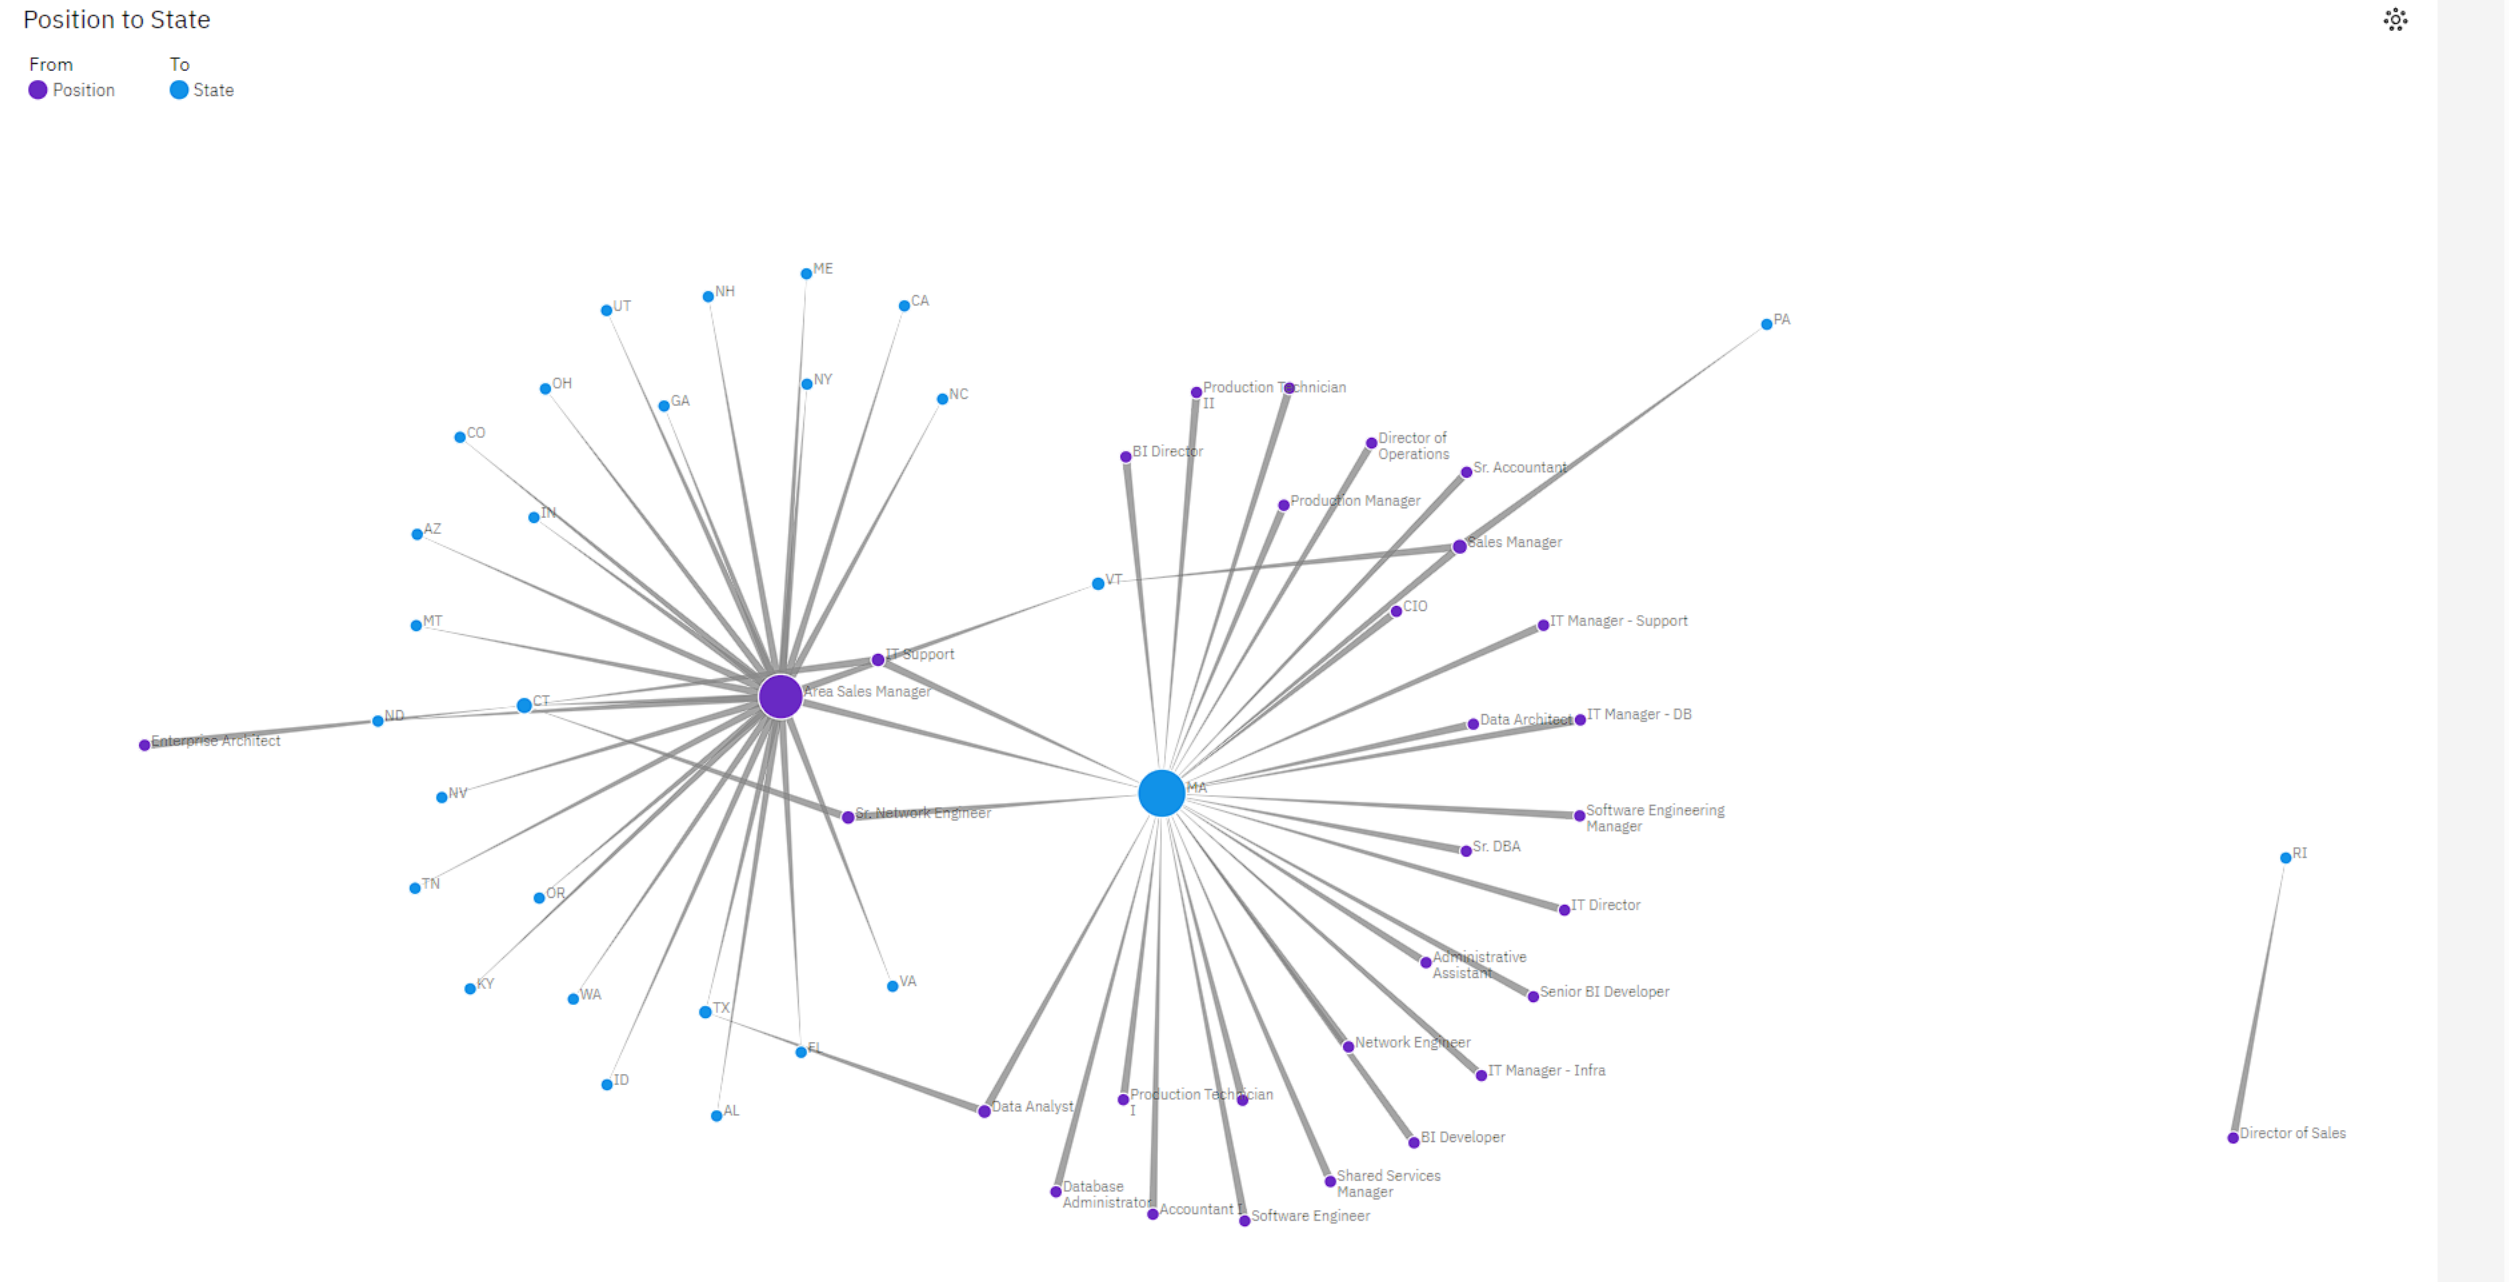 Position to State
From To
Position State
ME
NH
CA
UT
PA
NY
OH
Production Technician
II
NC
GA
CO
Director of
Operations
BI Director
Sr. Accountant
Production Manager
IN
AZ
Sales Manager
VT
CIO
MT
IT Manager - Support
IT Support
Area Sales Manager
CT
ND
Data Architect
IT Manager - DB
Enterprise Architect
MA
NV
Sr. Network Engineer
Software Engineering
Manager
Sr. DBA
RI
TN
OR
IT Director
Administrative
Assistant
VA
KY
WA
Senior BI Developer
TX
Network Engineer
FL
IT Manager - Infra
ID
Production Technician
I
Data Analyst
AL
Director of Sales
BI Developer
Shared Services
Manager
Database
Administrator
Accountant I
Software Engineer